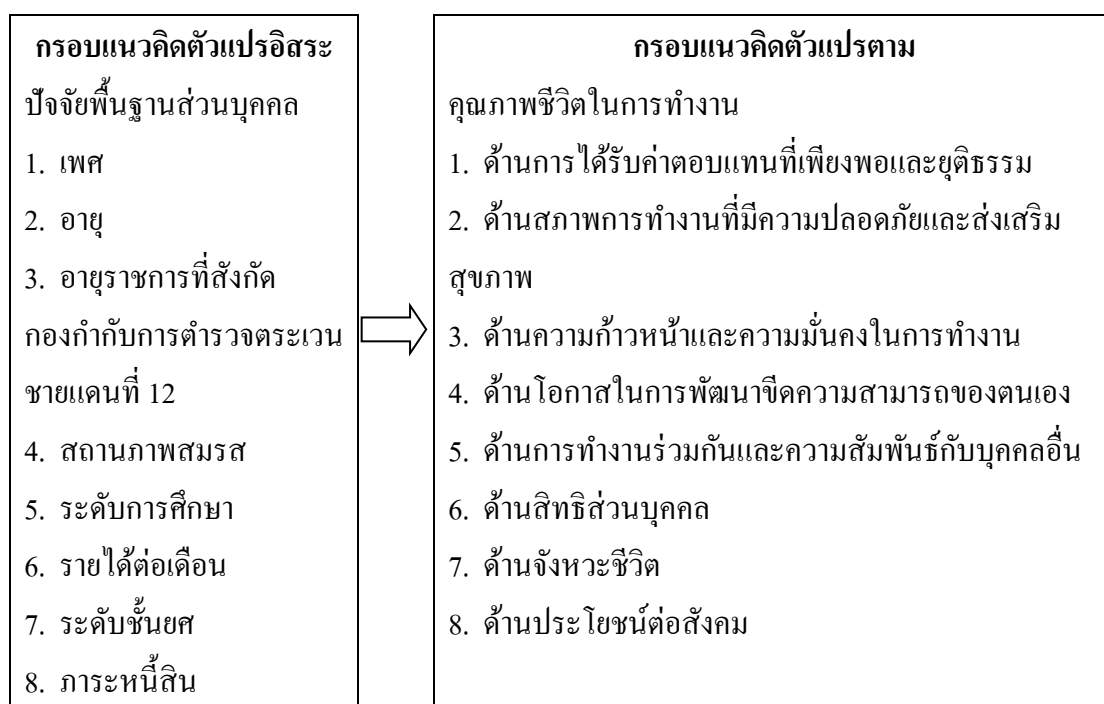 กรอบแนวคิดตัวแปรอิสระ
ปัจจัยพื้นฐานส่วนบุคคล
1. เพศ
2. อายุ
3. อายุราชการที่สังกัด
กองกำกับการตำรวจตระเวน
ชายแดนที่ 12
4. สถานภาพสมรส
5. ระดับการศึกษา
6. รายได้ต่อเดือน
7. ระดับชั้นยศ
8. ภาระหนี้สิน
กรอบแนวคิดตัวแปรตาม
คุณภาพชีวิตในการทำงาน
1. ด้านการได้รับค่าตอบแทนที่เพียงพอและยุติธรรม
2. ด้านสภาพการทำงานที่มีความปลอดภัยและส่งเสริม
สุขภาพ
3. ด้านความก้าวหน้าและความมั่นคงในการทำงาน
4. ด้านโอกาสในการพัฒนาขีดความสามารถของตนเอง
5. ด้านการทำงานร่วมกันและความสัมพันธ์กับบุคคลอื่น
6. ด้านสิทธิส่วนบุคคล
7. ด้านจังหวะชีวิต
8. ด้านประโยชน์ต่อสังคม